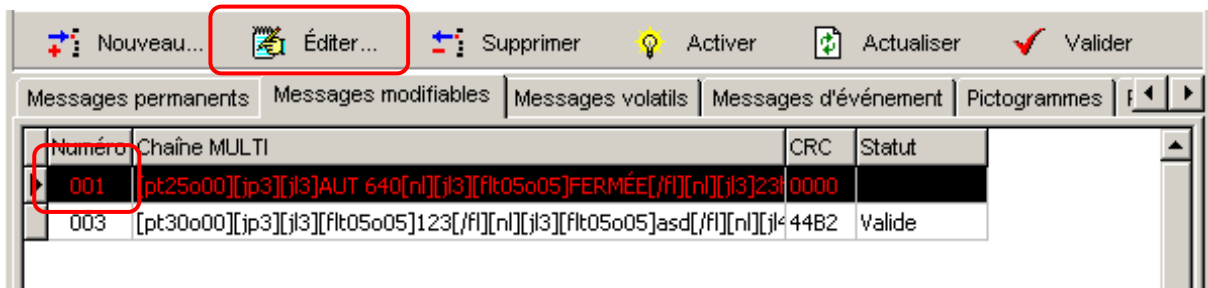 Nouveau... Éditer... Supprimer Activer Actualiser Valider
Messages permanents Messages modifiables Messages volatils Messages d'événement Pictogrammes
Numéro Chaîne MULTI CRC Statut
001 [pt25o00][jp3][jl3]AUT 640[nl][jl3][flt05o05]FERMÉE[/fl][nl][jl3]23h 0000
003 [pt30o00][jp3][jl3][flt05o05]123[/fl][nl][jl3][flt05o05]asd[/fl][nl][jl4 44B2 Valide